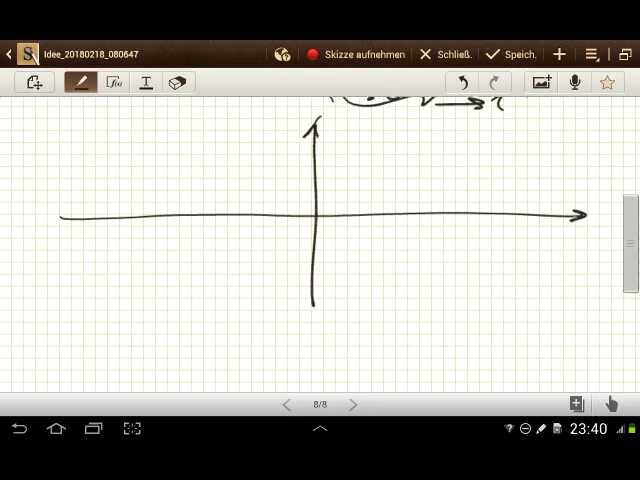 S Idee_20180218_080647 Skizze aufnehmen Schließ. Speich.
f(x) T
8/8
23:40